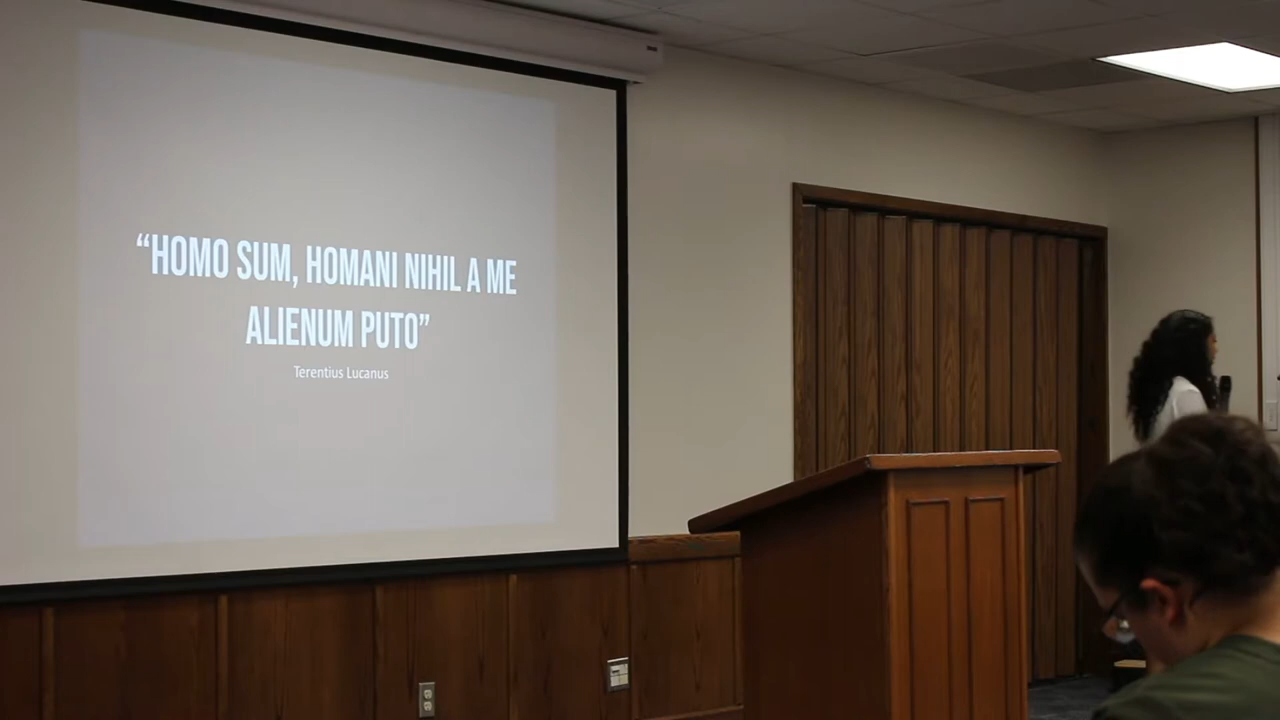 “HOMO SUM, HOMANI NIHIL A ME
ALIENUM PUTO”
Terentius Lucanus